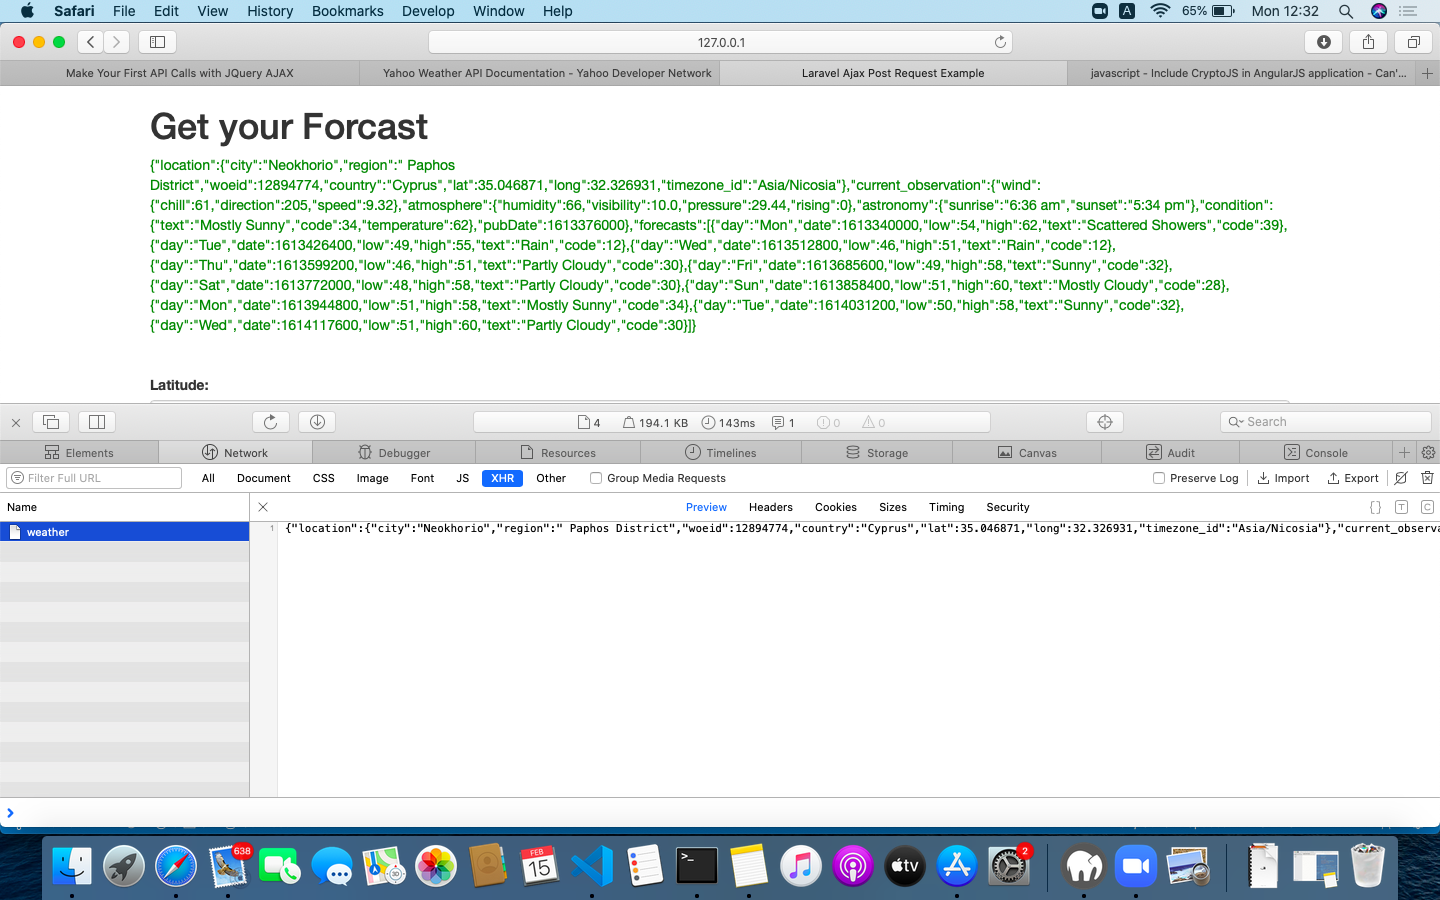 Safari File Edit View History Bookmarks Develop Window Help A 65% Mon 12:32
127.0.0.1
Make Your First API Calls with JQuery AJAX Yahoo Weather API Documentation - Yahoo Developer Network Laravel Ajax Post Request Example javascript - Include CryptoJS in AngularJS application - Can'...
Get your Forcast
{"location":{"city":"Neokhorio","region":" Paphos
District","woeid":12894774,"country":"Cyprus","lat":35.046871,"long":32.326931,"timezone_id":"Asia/Nicosia"},"current_observation":{"wind":
{"chill":61,"direction":205,"speed":9.32},"atmosphere":{"humidity":66,"visibility":10.0,"pressure":29.44,"rising":0},"astronomy":{"sunrise":"6:36 am","sunset":"5:34 pm"},"condition":
{"text":"Mostly Sunny","code":34,"temperature":62},"pubDate":1613376000},"forecasts":[{"day":"Mon","date":1613340000,"low":54,"high":62,"text":"Scattered Showers","code":39},
{"day":"Tue","date":1613426400,"low":49,"high":55,"text":"Rain","code":12},{"day":"Wed","date":1613512800,"low":46,"high":51,"text":"Rain","code":12},
{"day":"Thu","date":1613599200,"low":46,"high":51,"text":"Partly Cloudy","code":30},{"day":"Fri","date":1613685600,"low":49,"high":58,"text":"Sunny","code":32},
{"day":"Sat","date":1613772000,"low":48,"high":58,"text":"Partly Cloudy","code":30},{"day":"Sun","date":1613858400,"low":51,"high":60,"text":"Mostly Cloudy","code":28},
{"day":"Mon","date":1613944800,"low":51,"high":58,"text":"Mostly Sunny","code":34},{"day":"Tue","date":1614031200,"low":50,"high":58,"text":"Sunny","code":32},
{"day":"Wed","date":1614117600,"low":51,"high":60,"text":"Partly Cloudy","code":30}]}
Latitude:
4 194.1 KB 143ms 1 0 0 Search
Elements Network Debugger Resources Timelines Storage Canvas Audit Console
Filter Full URL All Document CSS Image Font JS XHR Other Group Media Requests Preserve Log Import Export
Name Preview Headers Cookies Sizes Timing Security {} T C
weather 1 {"location":{"city":"Neokhorio","region":" Paphos District","woeid":12894774,"country":"Cyprus","lat":35.046871,"long":32.326931,"timezone_id":"Asia/Nicosia"},"current_observa
638 FEB 15 >_ tv 2